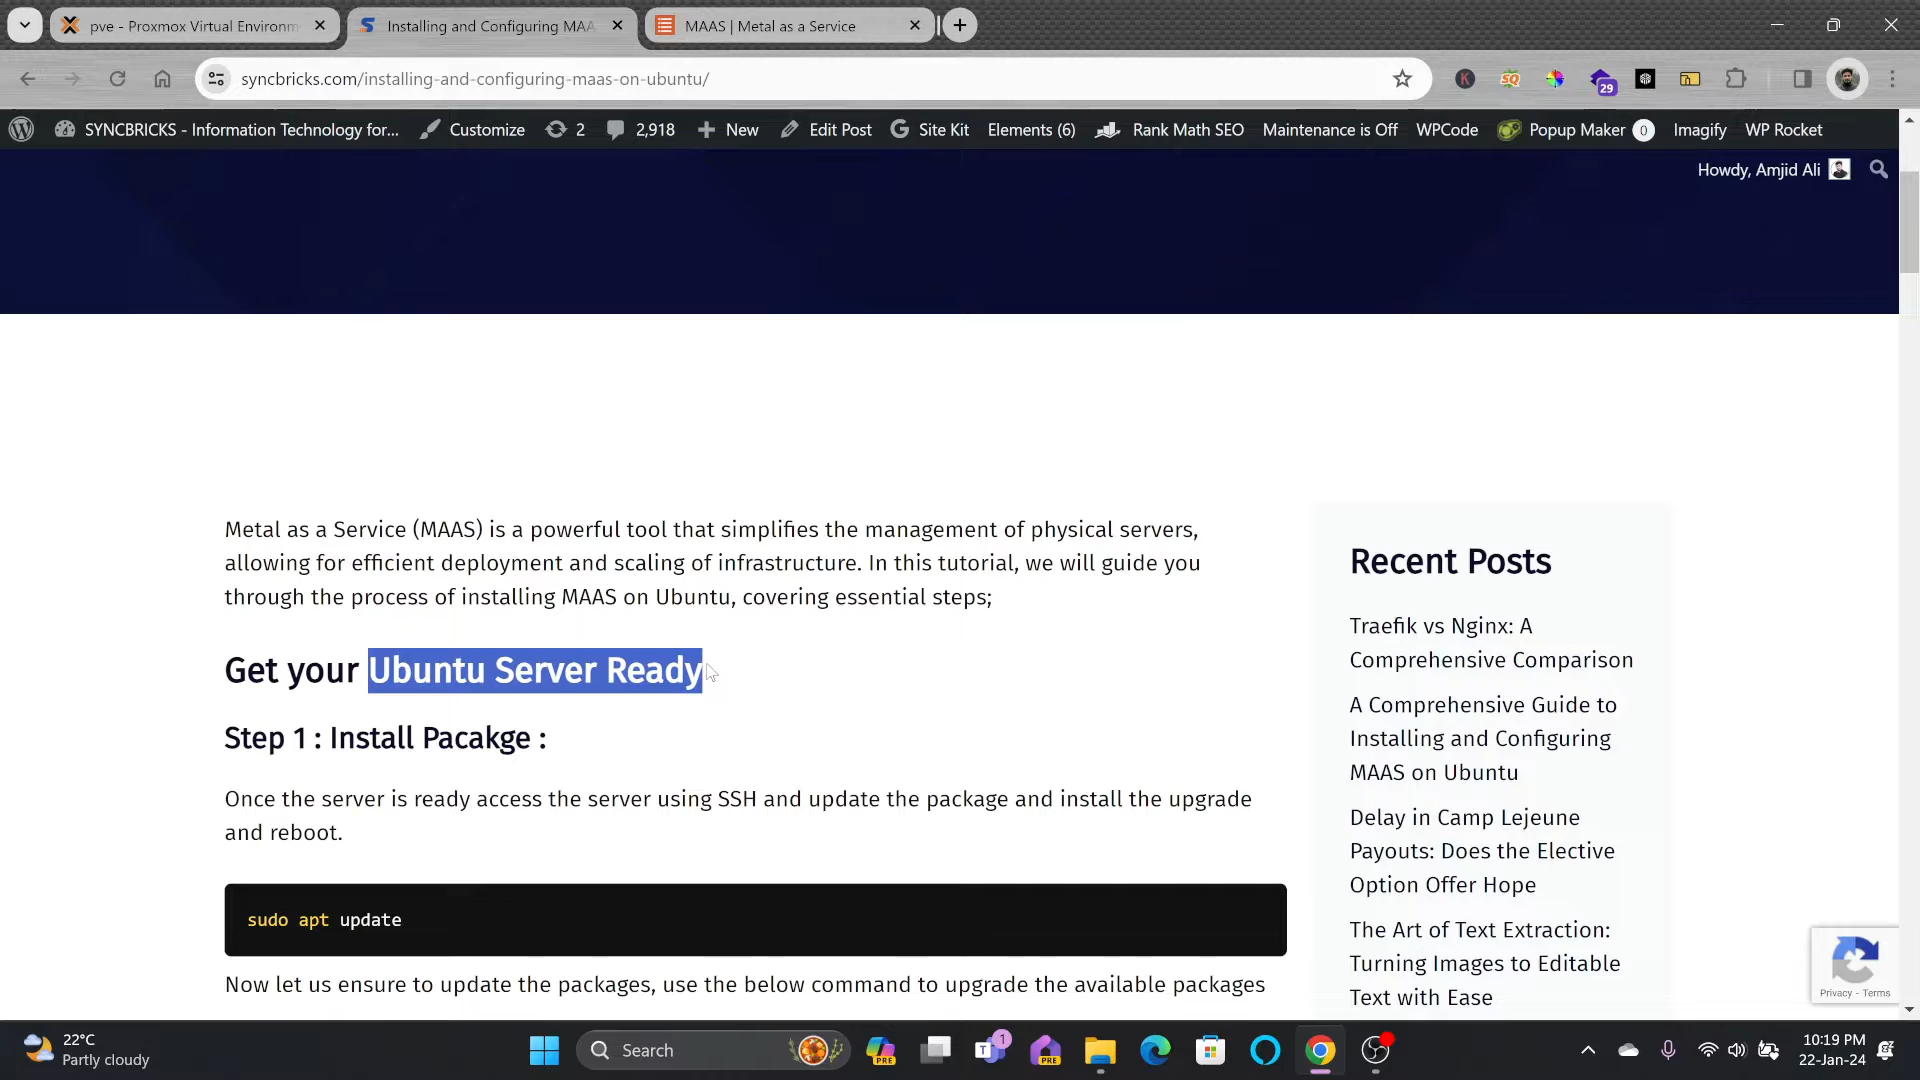 pve - Proxmox Virtual Environm
Installing and Configuring MAA
MAAS | Metal as a Service
syncbricks.com/installing-and-configuring-maas-on-ubuntu/
K
SQ
29
SYNCBRICKS - Information Technology for...
Customize
2
2,918
New
Edit Post
Site Kit
Elements (6)
Rank Math SEO
Maintenance is Off
WPCode
Popup Maker 0
Imagify
WP Rocket
Howdy, Amjid Ali
Metal as a Service (MAAS) is a powerful tool that simplifies the management of physical servers,
allowing for efficient deployment and scaling of infrastructure. In this tutorial, we will guide you
through the process of installing MAAS on Ubuntu, covering essential steps;
Get your Ubuntu Server Ready
Step 1 : Install Pacakge :
Once the server is ready access the server using SSH and update the package and install the upgrade
and reboot.
sudo apt update
Now let us ensure to update the packages, use the below command to upgrade the available packages
Recent Posts
Traefik vs Nginx: A
Comprehensive Comparison
A Comprehensive Guide to
Installing and Configuring
MAAS on Ubuntu
Delay in Camp Lejeune
Payouts: Does the Elective
Option Offer Hope
The Art of Text Extraction:
Turning Images to Editable
Text with Ease
Privacy - Terms
22°C
Partly cloudy
Search
PRE
T
1
PRE
10:19 PM
22-Jan-24